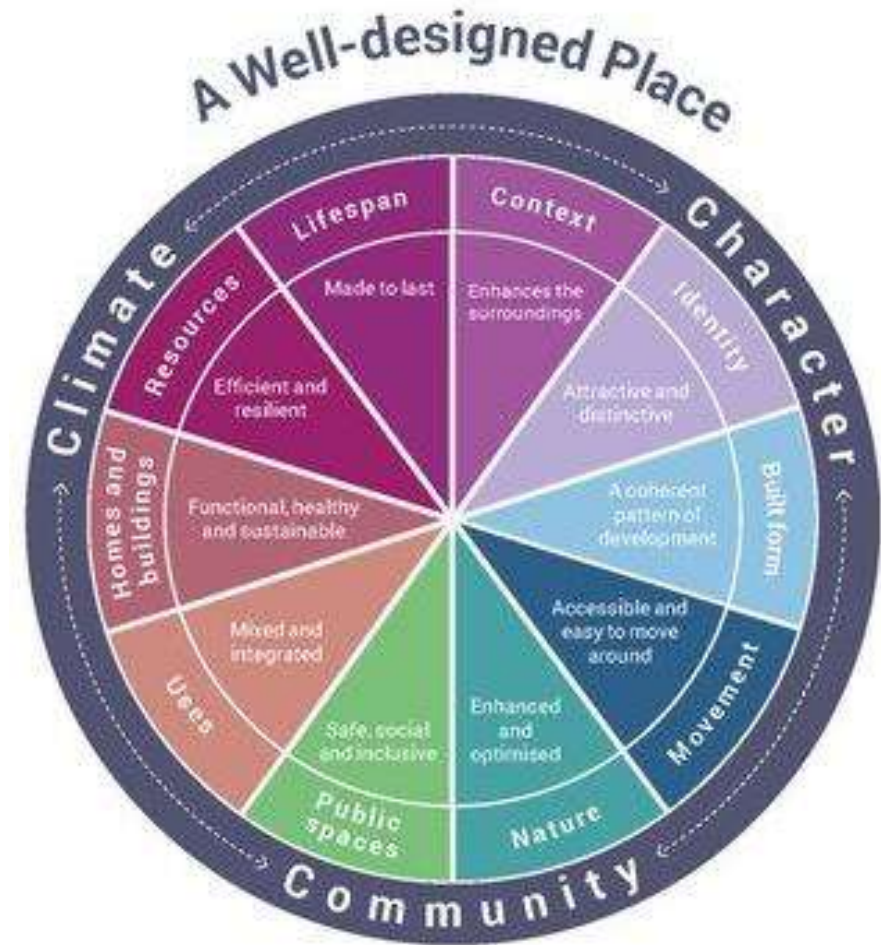 A Well-designed Place
Climate
Character
Community
Context
Enhances the
surroundings
Identity
Attractive and
distinctive
Built form
A coherent
pattern of
development
Movement
Accessible and
easy to move
around
Nature
Enhanced
and
optimised
Public
spaces
Safe, social
and inclusive
Uses
Mixed and
integrated
Homes and
buildings
Functional, healthy
and sustainable
Resources
Efficient and
resilient
Lifespan
Made to last